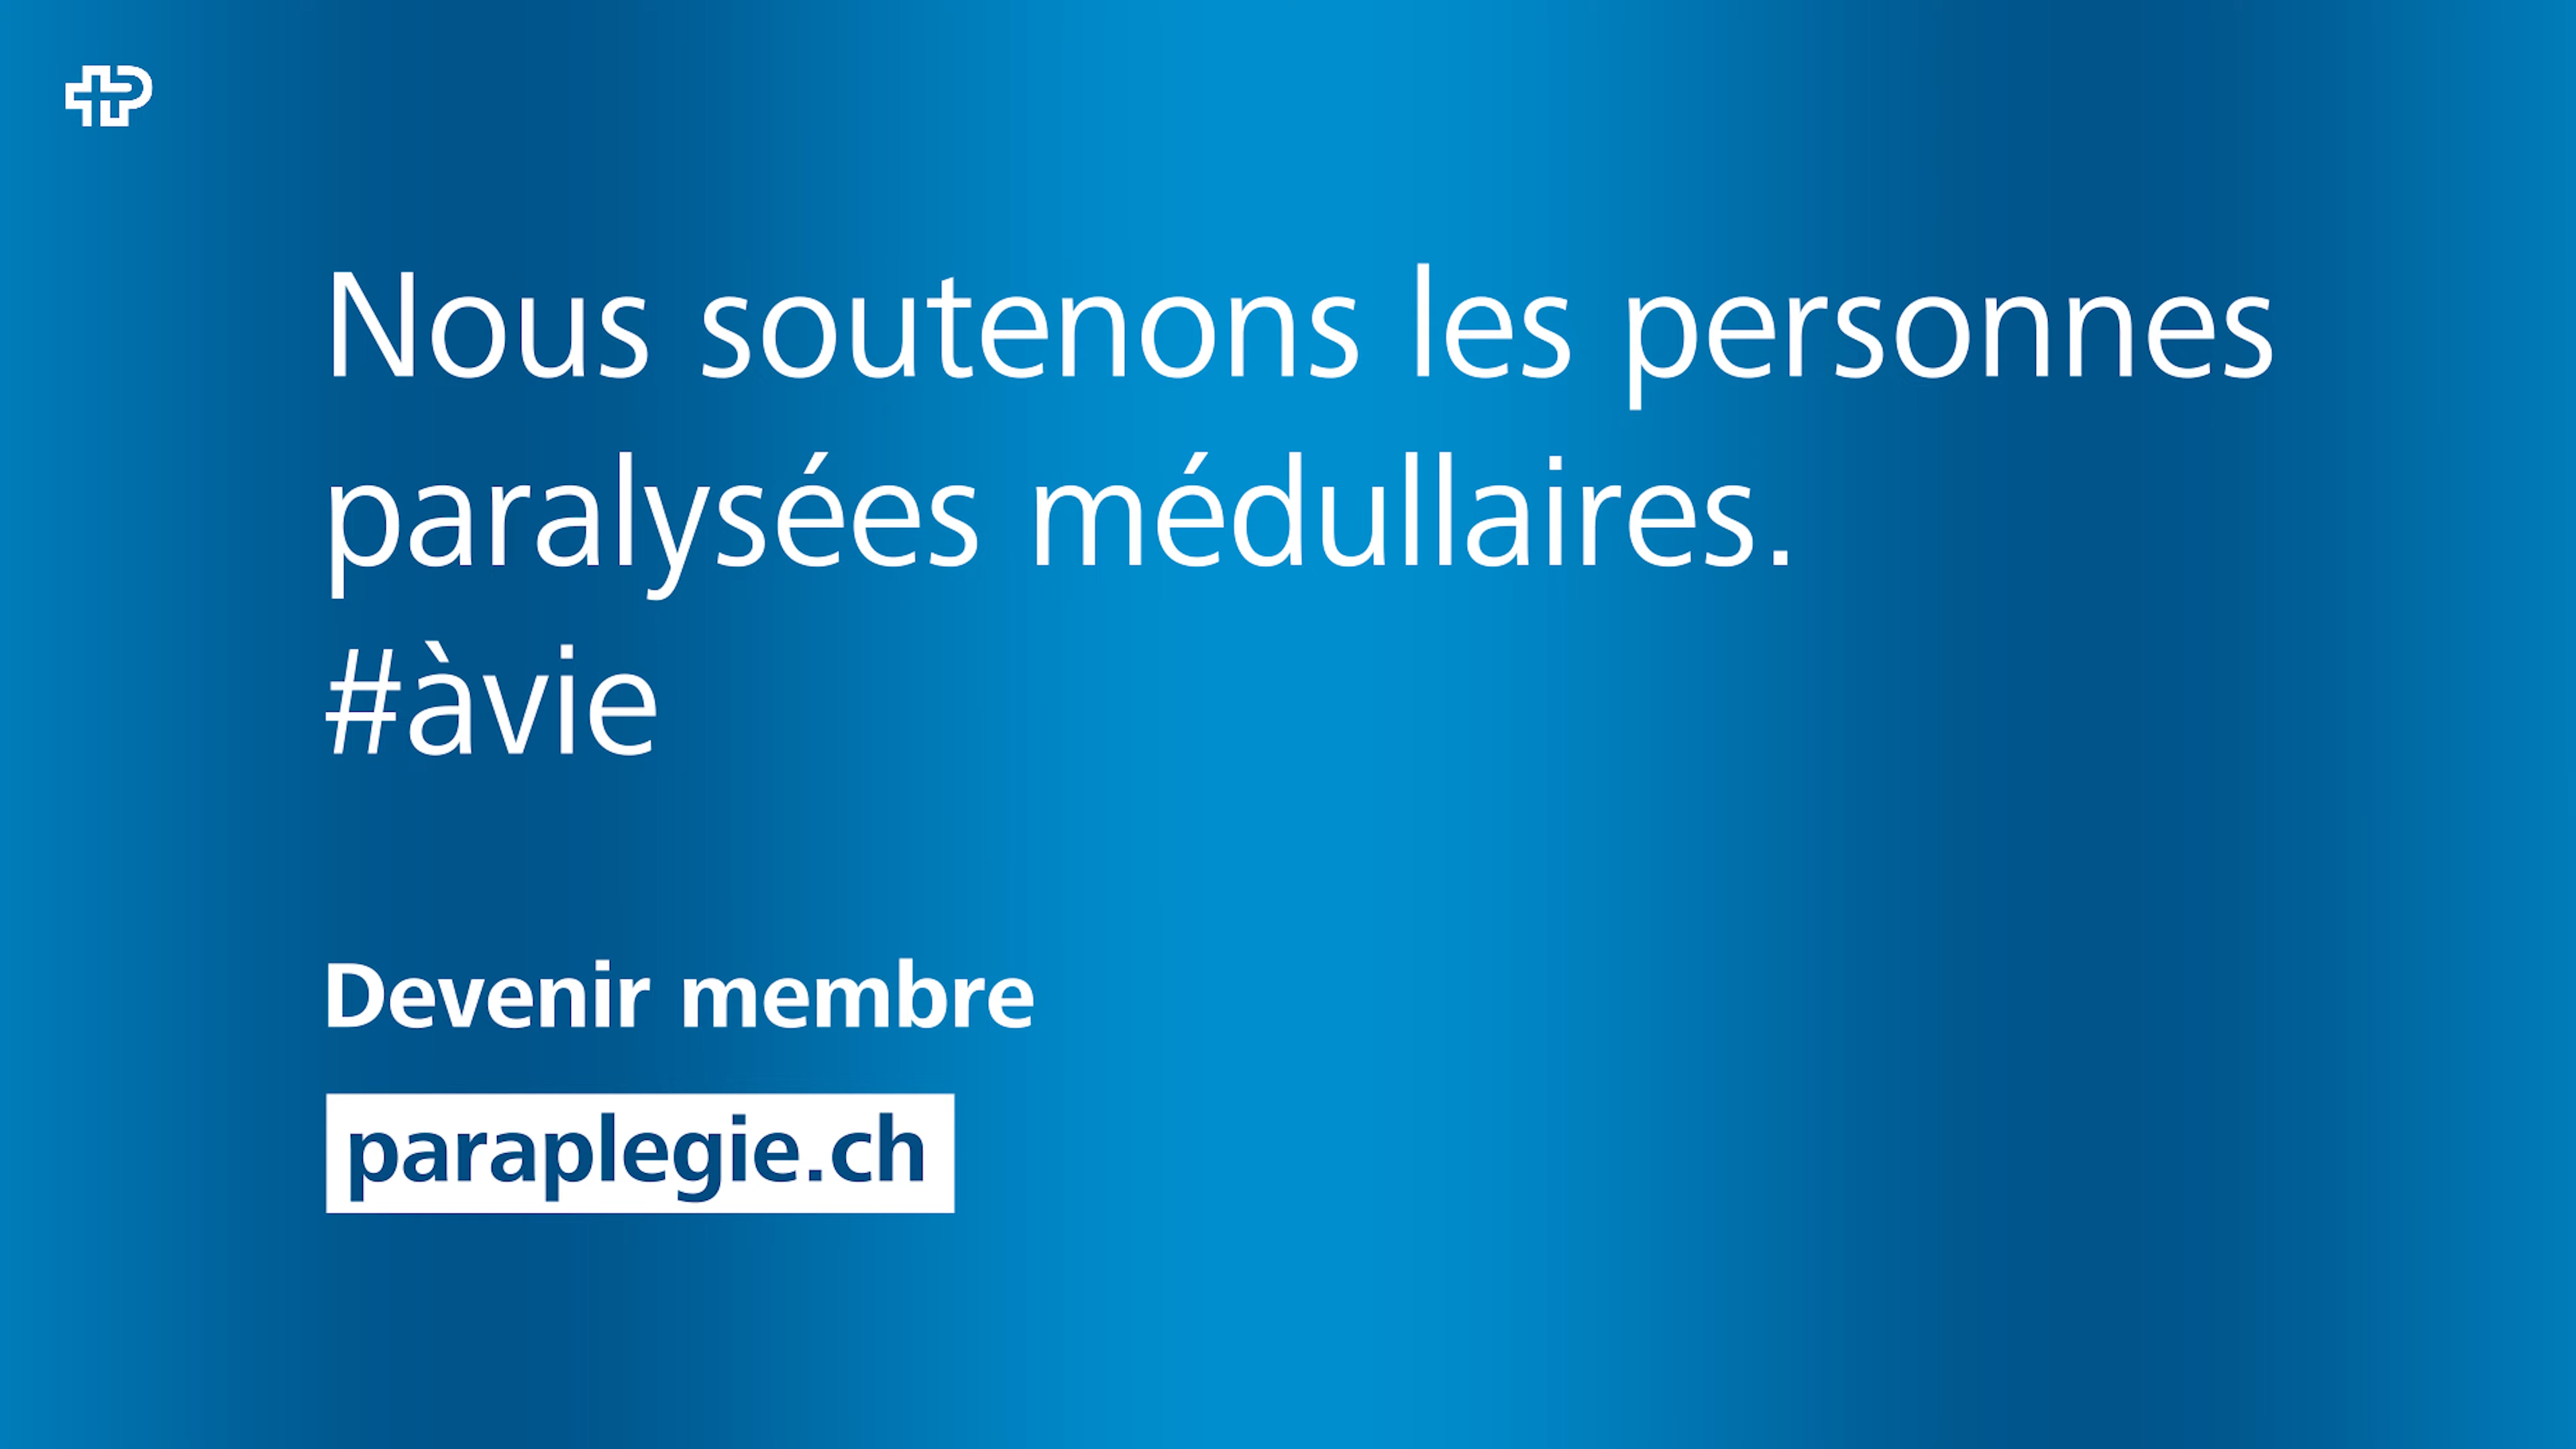 Nous soutenons les personnes
paralysées médullaires.
#àvie
Devenir membre
paraplegie.ch